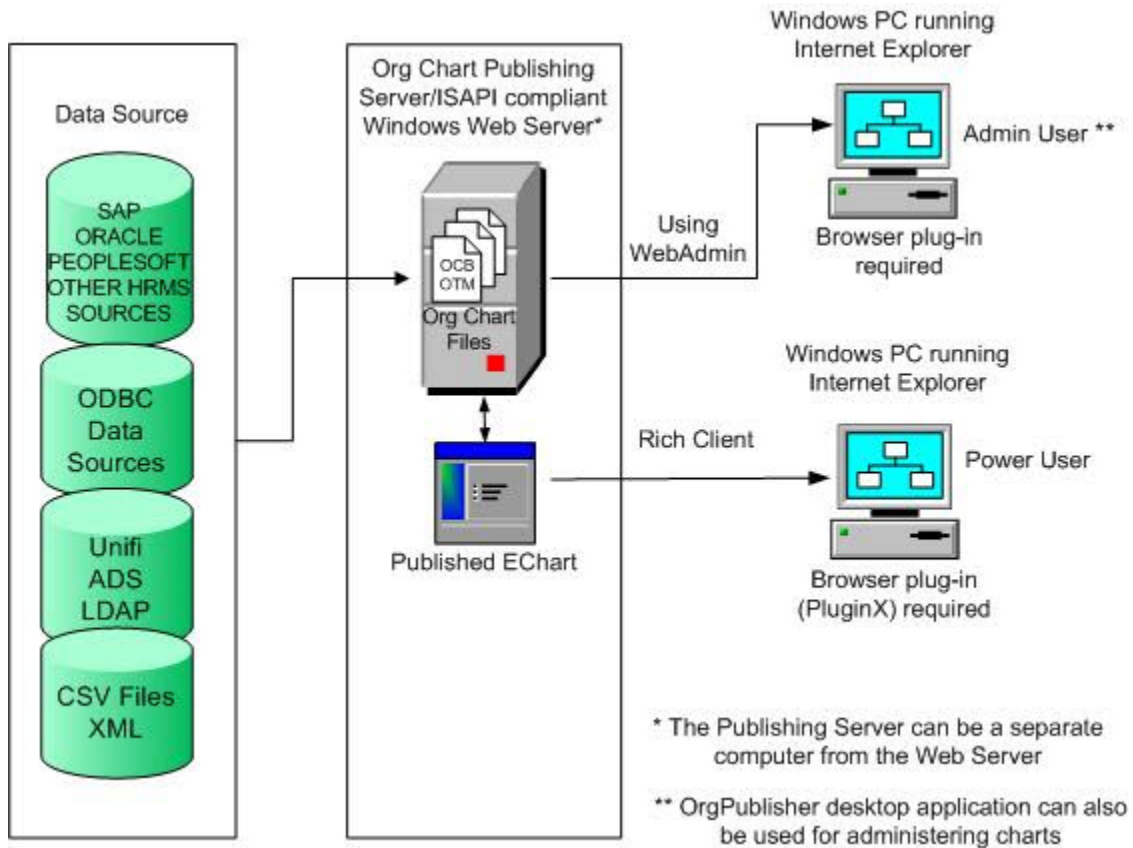 Data Source
SAP
ORACLE
PEOPLESOFT
OTHER HRMS
SOURCES
ODBC
Data
Sources
Unifi
ADS
LDAP
CSV Files
XML
Org Chart Publishing
Server/ISAPI compliant
Windows Web Server*
OCB
OTM
Org Chart
Files
Published EChart
Using
WebAdmin
Rich Client
Windows PC running
Internet Explorer
Admin User **
Browser plug-in
required
Windows PC running
Internet Explorer
Power User
Browser plug-in
(PluginX) required
* The Publishing Server can be a separate
computer from the Web Server
** OrgPublisher desktop application can also
be used for administering charts